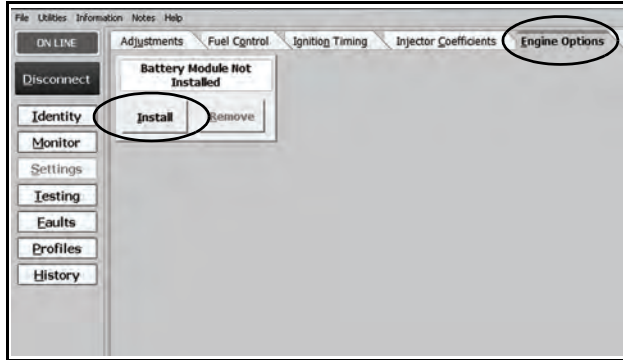 File Utilities Information Notes Help
ON LINE
Adjustments Fuel Control Ignition Timing Injector Coefficients Engine Options
Disconnect
Battery Module Not
Installed
Install Remove
Identity
Monitor
Settings
Testing
Faults
Profiles
History